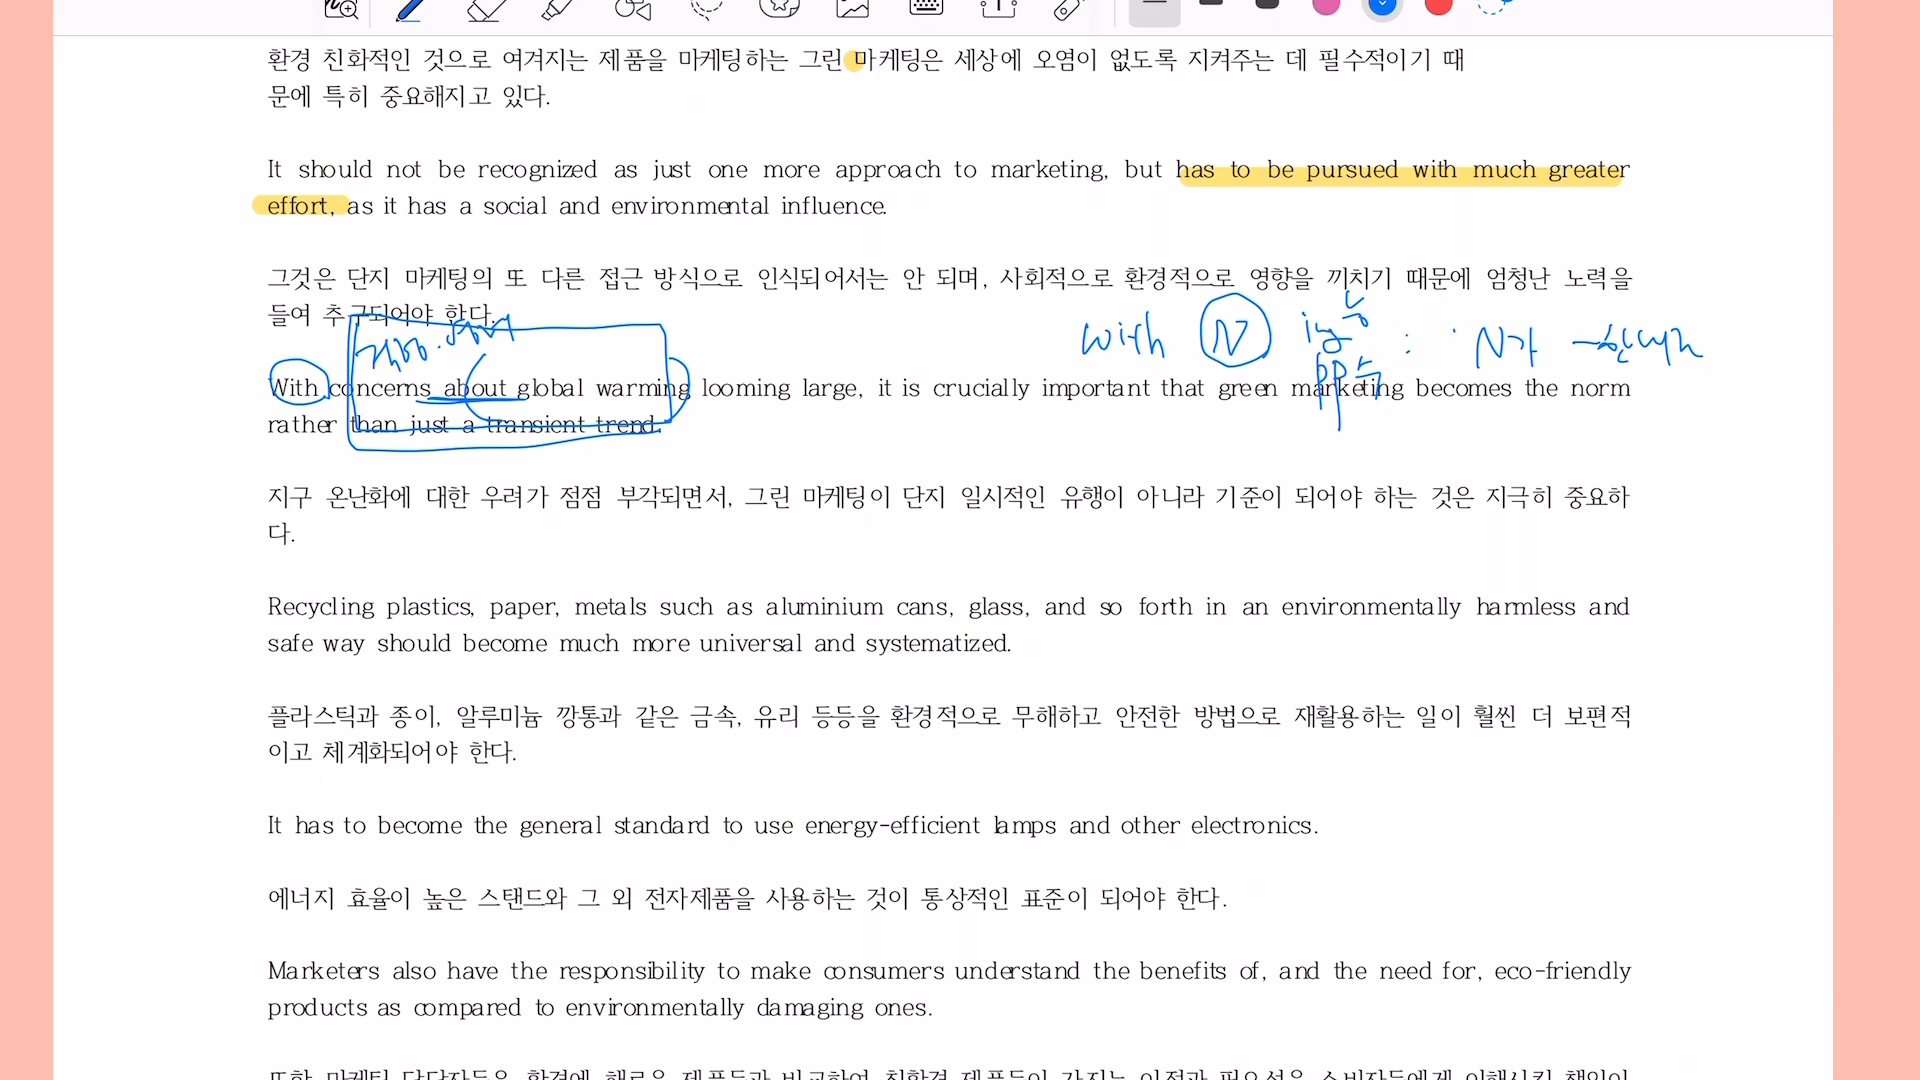 환경 친화적인 것으로 여겨지는 제품을 마케팅하는 그린 마케팅은 세상에 오염이 없도록 지켜주는 데 필수적이기 때
문에 특히 중요해지고 있다.
It should not be recognized as just one more approach to marketing, but has to be pursued with much greater
effort, as it has a social and environmental influence.
그것은 단지 마케팅의 또 다른 접근 방식으로 인식되어서는 안 되며, 사회적으로 환경적으로 영향을 끼치기 때문에 엄청난 노력을
들여 추구되어야 한다.
with N ing 능 : N가
pp 수
With concerns about global warming looming large, it is crucially important that green marketing becomes the norm
rather than just a transient trend.
지구 온난화에 대한 우려가 점점 부각되면서, 그린 마케팅이 단지 일시적인 유행이 아니라 기준이 되어야 하는 것은 지극히 중요하
다.
Recycling plastics, paper, metals such as aluminium cans, glass, and so forth in an environmentally harmless and
safe way should become much more universal and systematized.
플라스틱과 종이, 알루미늄 깡통과 같은 금속, 유리 등등을 환경적으로 무해하고 안전한 방법으로 재활용하는 일이 훨씬 더 보편적
이고 체계화되어야 한다.
It has to become the general standard to use energy-efficient lamps and other electronics.
에너지 효율이 높은 스탠드와 그 외 전자제품을 사용하는 것이 통상적인 표준이 되어야 한다.
Marketers also have the responsibility to make consumers understand the benefits of, and the need for, eco-friendly
products as compared to environmentally damaging ones.